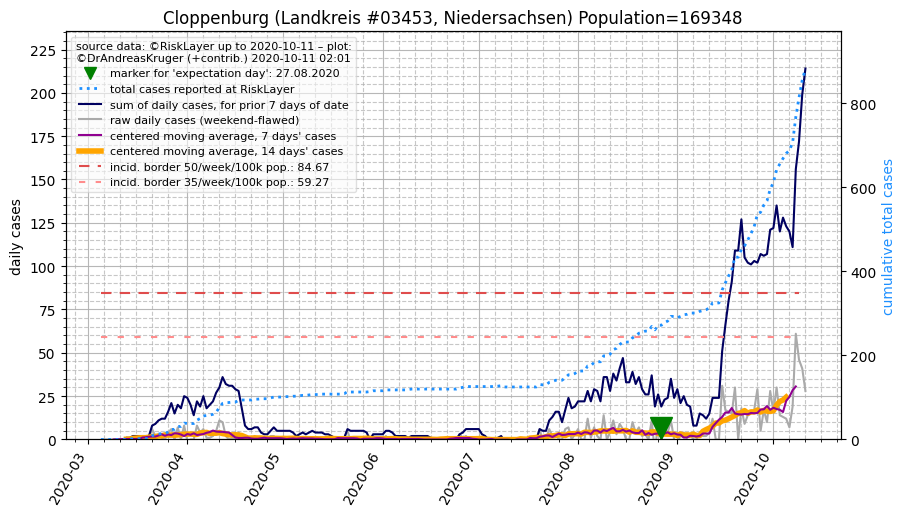 Cloppenburg (Landkreis #03453, Niedersachsen) Population=169348
source data: ©RiskLayer up to 2020-10-11 – plot:
©DrAndreasKruger (+contrib.) 2020-10-11 02:01
marker for 'expectation day': 27.08.2020
total cases reported at RiskLayer
sum of daily cases, for prior 7 days of date
raw daily cases (weekend-flawed)
centered moving average, 7 days' cases
centered moving average, 14 days' cases
incid. border 50/week/100k pop.: 84.67
incid. border 35/week/100k pop.: 59.27
daily cases
225
200
175
150
125
100
75
50
25
0
cumulative total cases
800
600
400
200
0
2020-03
2020-04
2020-05
2020-06
2020-07
2020-08
2020-09
2020-10